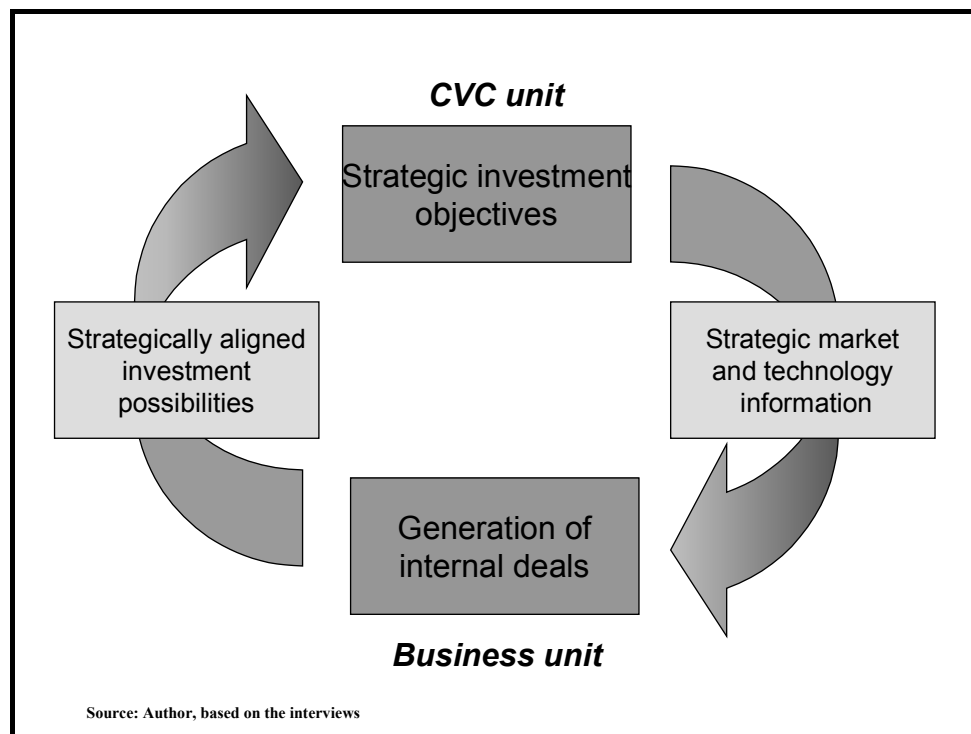 CVC unit
Strategic investment
objectives
Strategically aligned
investment
possibilities
Strategic market
and technology
information
Generation of
internal deals
Business unit
Source: Author, based on the interviews